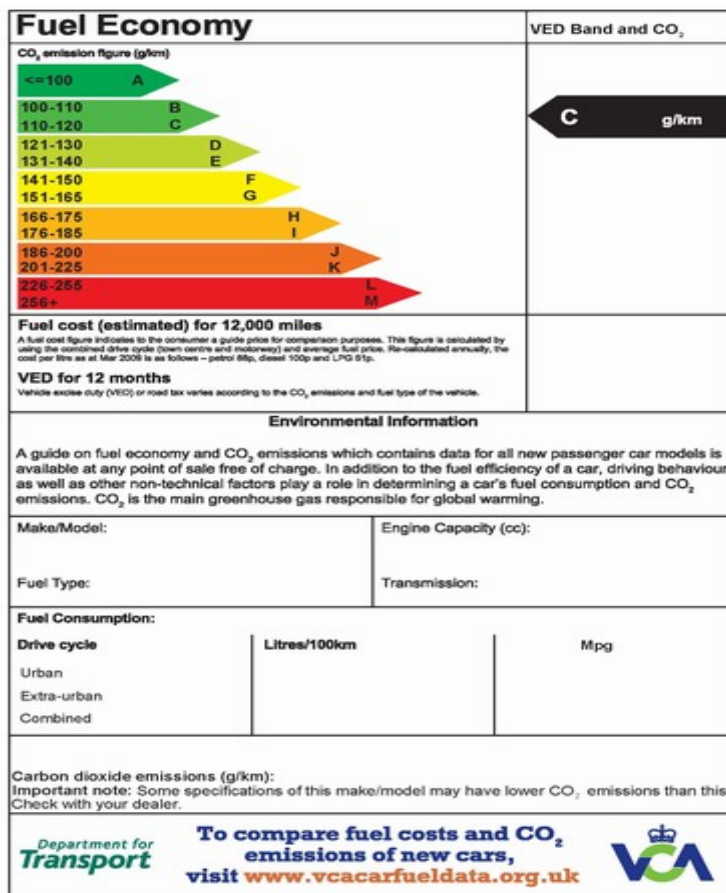 Fuel Economy
VED Band and CO₂
CO₂ emission figure (g/km)
<=100 A
100-110 B
110-120 C
C g/km
121-130 D
131-140 E
141-150 F
151-165 G
166-175 H
176-185 I
186-200 J
201-225 K
226-255 L
256+ M
Fuel cost (estimated) for 12,000 miles
A fuel cost figure indicates to the consumer a guide price for comparison purposes. This figure is calculated by
using the combined drive cycle (town centre and motorway) and average fuel price. Re-calculated annually, the
cost per litre as at Mar 2009 is as follows – petrol 88p, diesel 100p and LPG 51p.
VED for 12 months
Vehicle excise duty (VED) or road tax varies according to the CO₂ emissions and fuel type of the vehicle.
Environmental Information
A guide on fuel economy and CO₂ emissions which contains data for all new passenger car models is
available at any point of sale free of charge. In addition to the fuel efficiency of a car, driving behaviour
as well as other non-technical factors play a role in determining a car's fuel consumption and CO₂
emissions. CO₂ is the main greenhouse gas responsible for global warming.
Make/Model:
Engine Capacity (cc):
Fuel Type:
Transmission:
Fuel Consumption:
Drive cycle Litres/100km Mpg
Urban
Extra-urban
Combined
Carbon dioxide emissions (g/km):
Important note: Some specifications of this make/model may have lower CO₂ emissions than this
Check with your dealer.
Department for
Transport
To compare fuel costs and CO₂
emissions of new cars,
visit www.vcacarfueldata.org.uk
VCA